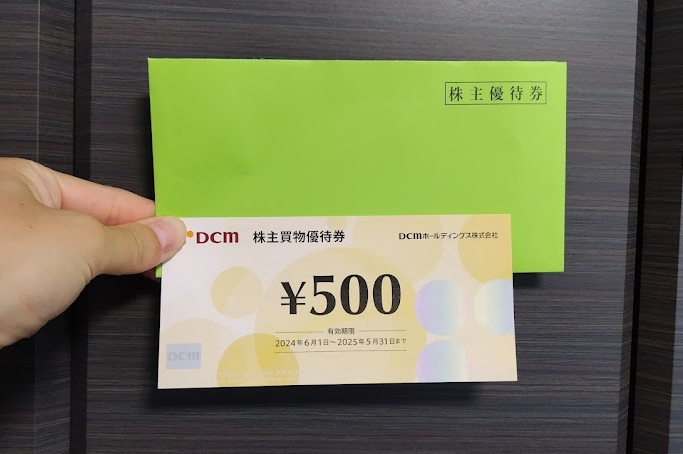 株主優待券
DCM 株主買物優待券 DCMホールディングス株式会社
¥500
有効期限
2024年6月1日～2025年5月31日まで
DCM